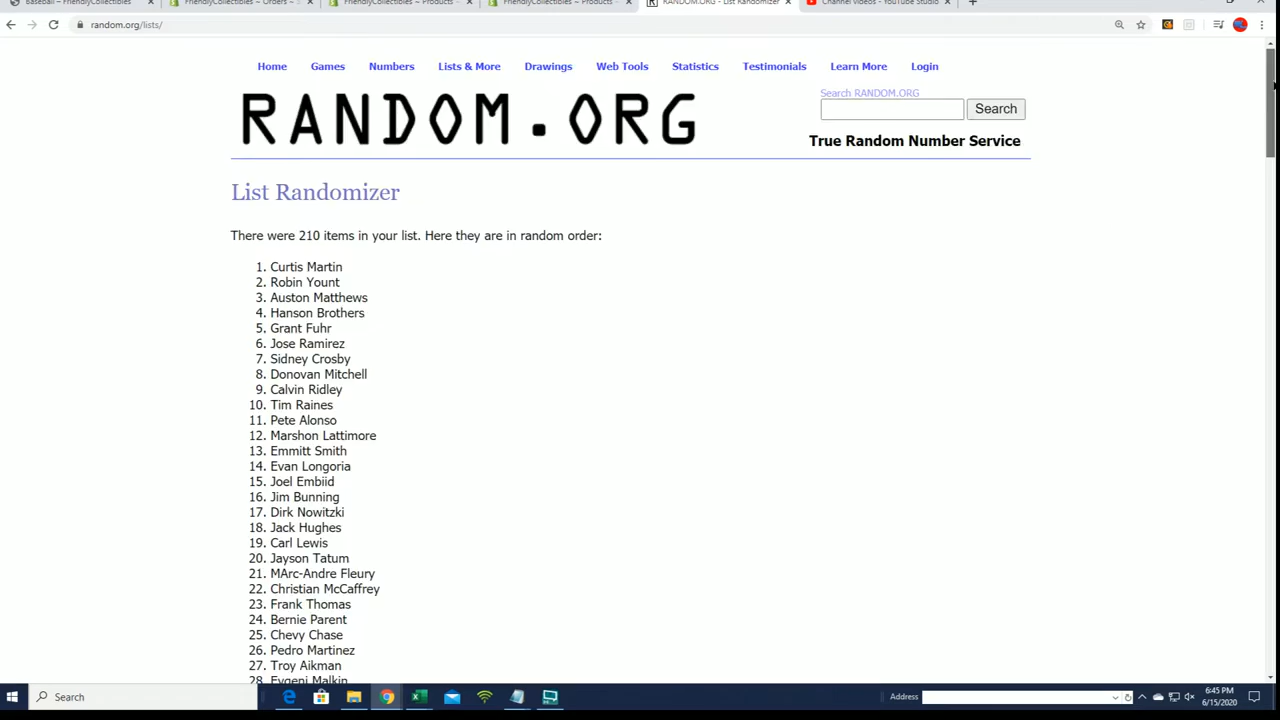 Baseball – FriendlyCollectibles
FriendlyCollectibles ~ Orders ~ S
FriendlyCollectibles ~ Products ~
FriendlyCollectibles ~ Products ~
RANDOM.ORG - List Randomizer
Channel videos - YouTube Studio
random.org/lists/
Home Games Numbers Lists & More Drawings Web Tools Statistics Testimonials Learn More Login
Search RANDOM.ORG
RANDOM.ORG
Search
True Random Number Service
List Randomizer
There were 210 items in your list. Here they are in random order:
1. Curtis Martin
2. Robin Yount
3. Auston Matthews
4. Hanson Brothers
5. Grant Fuhr
6. Jose Ramirez
7. Sidney Crosby
8. Donovan Mitchell
9. Calvin Ridley
10. Tim Raines
11. Pete Alonso
12. Marshon Lattimore
13. Emmitt Smith
14. Evan Longoria
15. Joel Embiid
16. Jim Bunning
17. Dirk Nowitzki
18. Jack Hughes
19. Carl Lewis
20. Jayson Tatum
21. MArc-Andre Fleury
22. Christian McCaffrey
23. Frank Thomas
24. Bernie Parent
25. Chevy Chase
26. Pedro Martinez
27. Troy Aikman
28. Evgeni Malkin
Search
Address
6:45 PM
6/15/2020